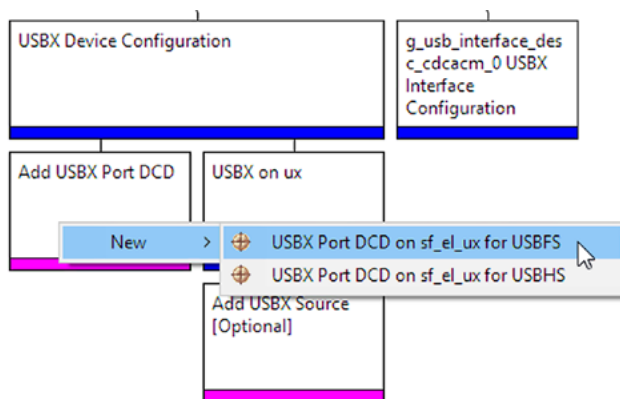 USBX Device Configuration
g_usb_interface_des
c_cdcacm_0 USBX
Interface
Configuration
Add USBX Port DCD
USBX on ux
New
USBX Port DCD on sf_el_ux for USBFS
USBX Port DCD on sf_el_ux for USBHS
Add USBX Source
[Optional]